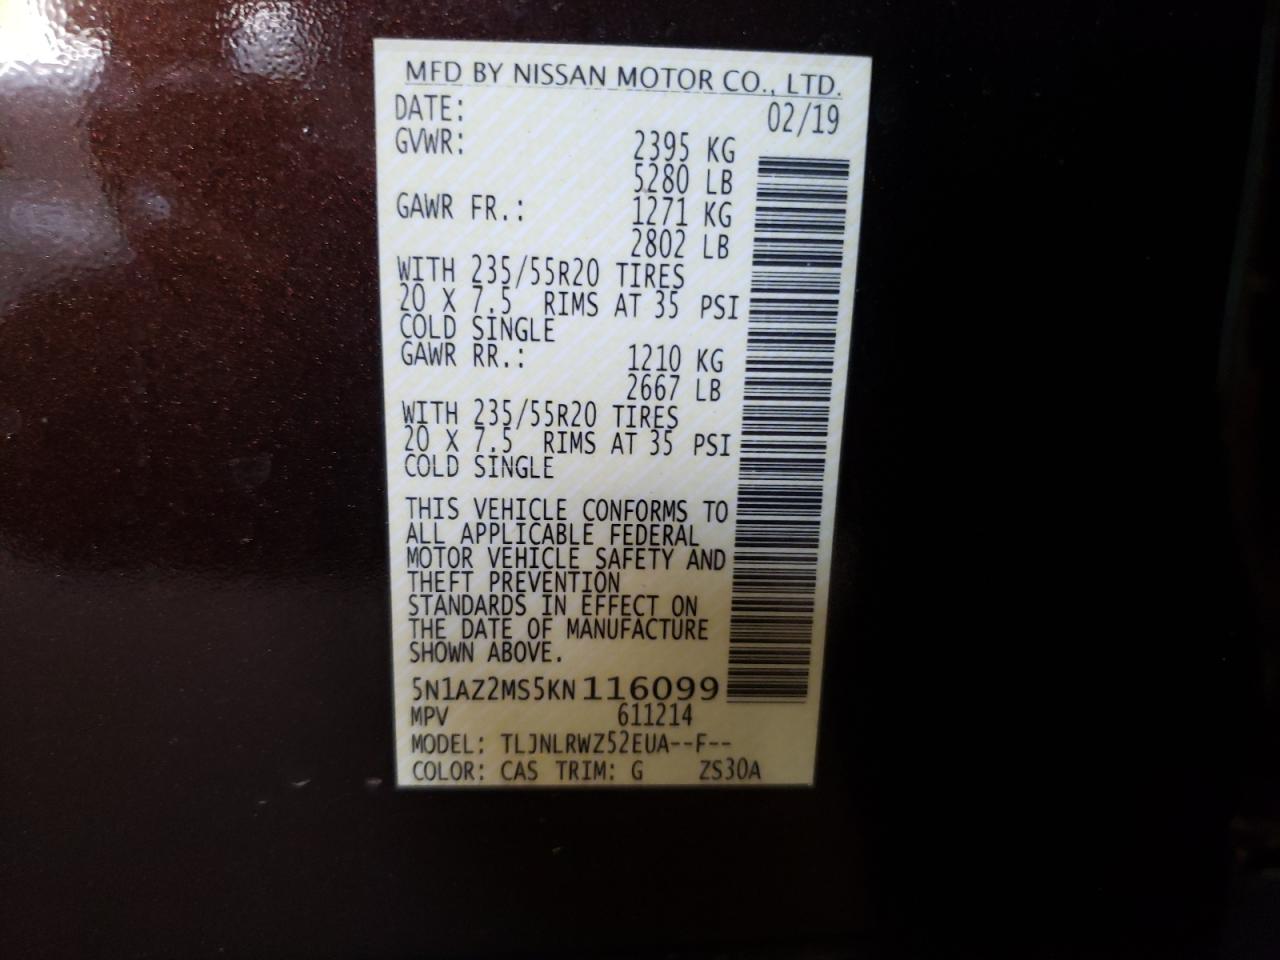 MFD BY NISSAN MOTOR CO., LTD.
DATE: 02/19
GVWR: 2395 KG
5280 LB
GAWR FR.: 1271 KG
2802 LB
WITH 235/55R20 TIRES
20 X 7.5 RIMS AT 35 PSI
COLD SINGLE
GAWR RR.: 1210 KG
2667 LB
WITH 235/55R20 TIRES
20 X 7.5 RIMS AT 35 PSI
COLD SINGLE
THIS VEHICLE CONFORMS TO
ALL APPLICABLE FEDERAL
MOTOR VEHICLE SAFETY AND
THEFT PREVENTION
STANDARDS IN EFFECT ON
THE DATE OF MANUFACTURE
SHOWN ABOVE.
5N1AZ2MS5KN116099
MPV 611214
MODEL: TLJNLRWZ52EUA--F--
COLOR: CAS TRIM: G ZS30A